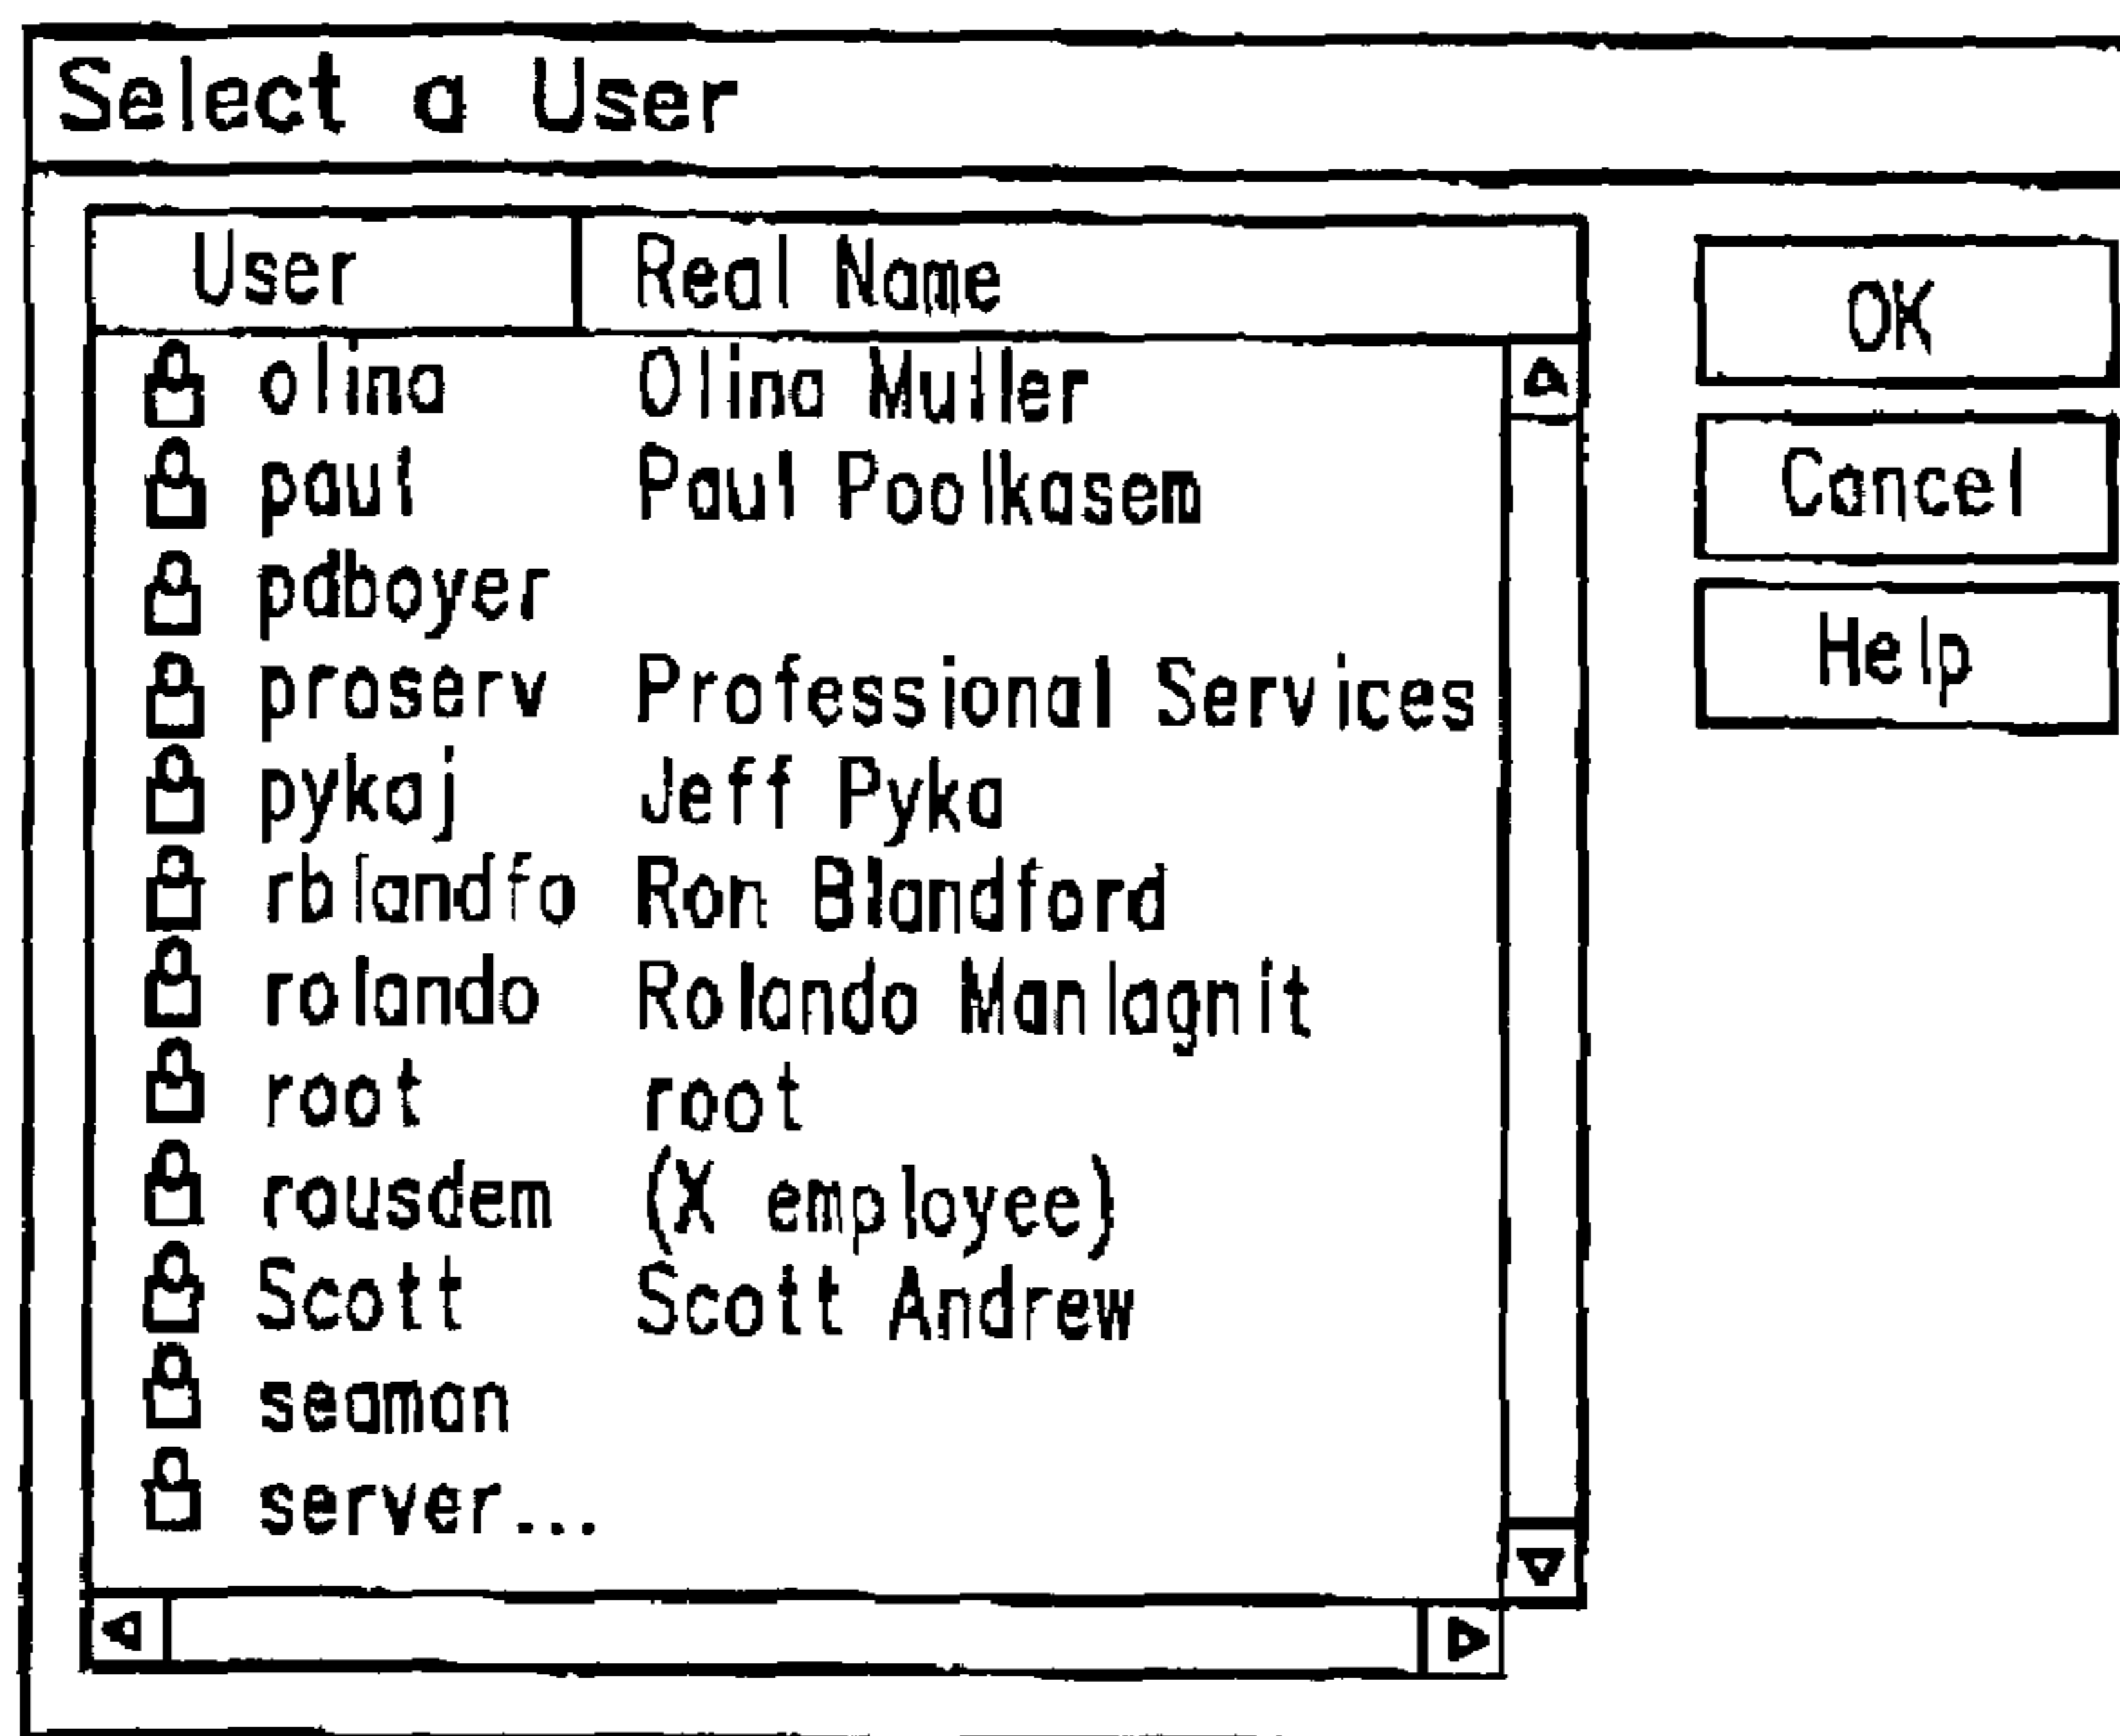 Select a User
User Real Name
olina Olina Muller
paul Paul Poolkasem
pdboyer
proserv Professional Services
pykaj Jeff Pyka
rblandfo Ron Blandford
rolando Rolando Manlagnit
root root
rousdem (X employee)
Scott Scott Andrew
seaman
server...
OK
Cancel
Help